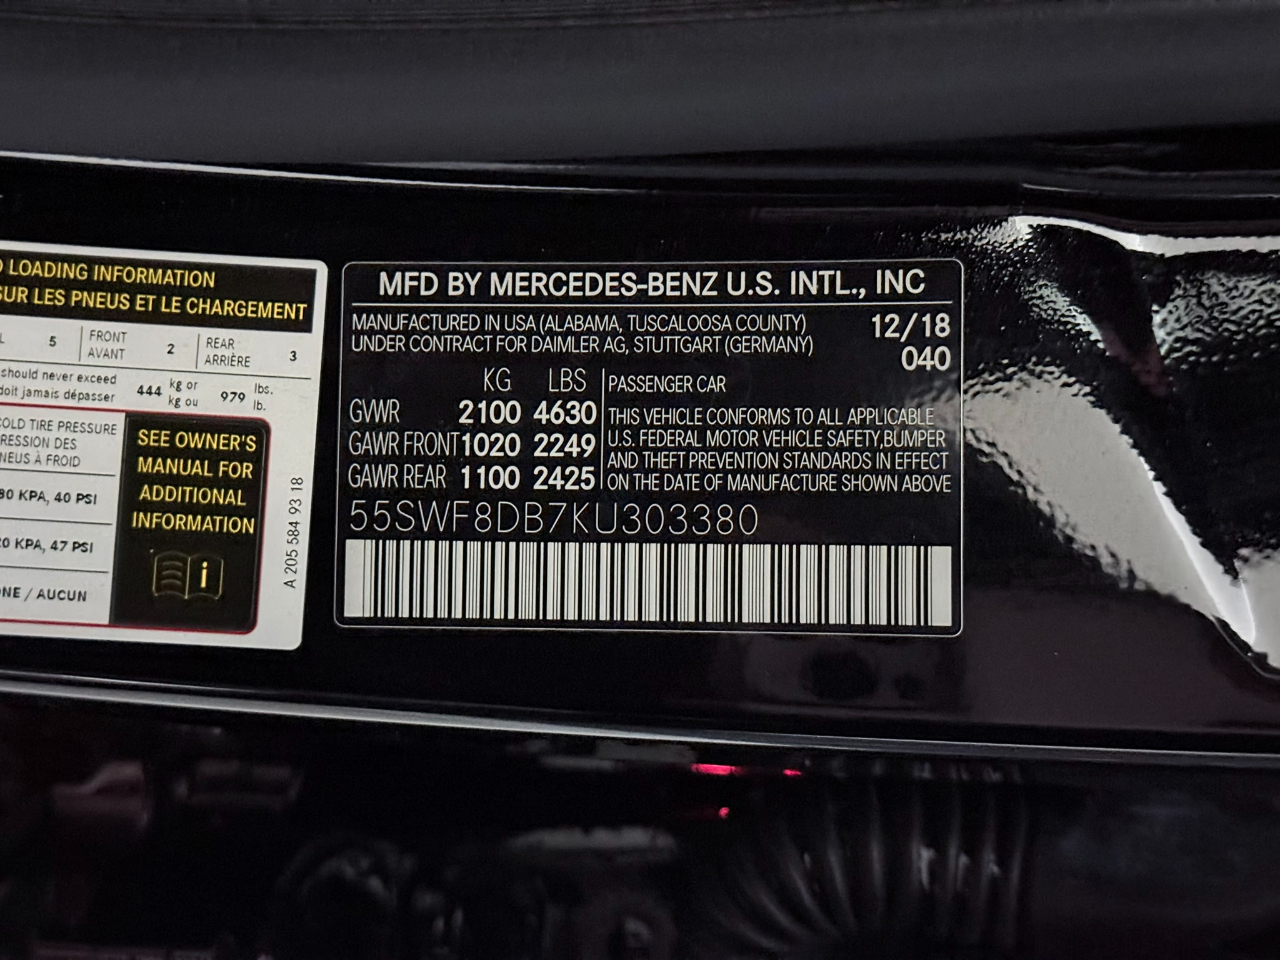 LOADING INFORMATION
SUR LES PNEUS ET LE CHARGEMENT
5 FRONT AVANT 2 REAR ARRIÈRE 3
should never exceed 444 kg or 979 lbs.
doit jamais dépasser kg ou lb.
COLD TIRE PRESSURE
DES
À FROID
KPA, 40 PSI
KPA, 47 PSI
/ AUCUN
SEE OWNER'S
MANUAL FOR
ADDITIONAL
INFORMATION
i
A 205 584 93 18
MFD BY MERCEDES-BENZ U.S. INTL., INC
MANUFACTURED IN USA (ALABAMA, TUSCALOOSA COUNTY) 12/18
UNDER CONTRACT FOR DAIMLER AG, STUTTGART (GERMANY) 040
KG LBS
GVWR 2100 4630
GAWR FRONT 1020 2249
GAWR REAR 1100 2425
PASSENGER CAR
THIS VEHICLE CONFORMS TO ALL APPLICABLE
U.S. FEDERAL MOTOR VEHICLE SAFETY,BUMPER
AND THEFT PREVENTION STANDARDS IN EFFECT
ON THE DATE OF MANUFACTURE SHOWN ABOVE
55SWF8DB7KU303380